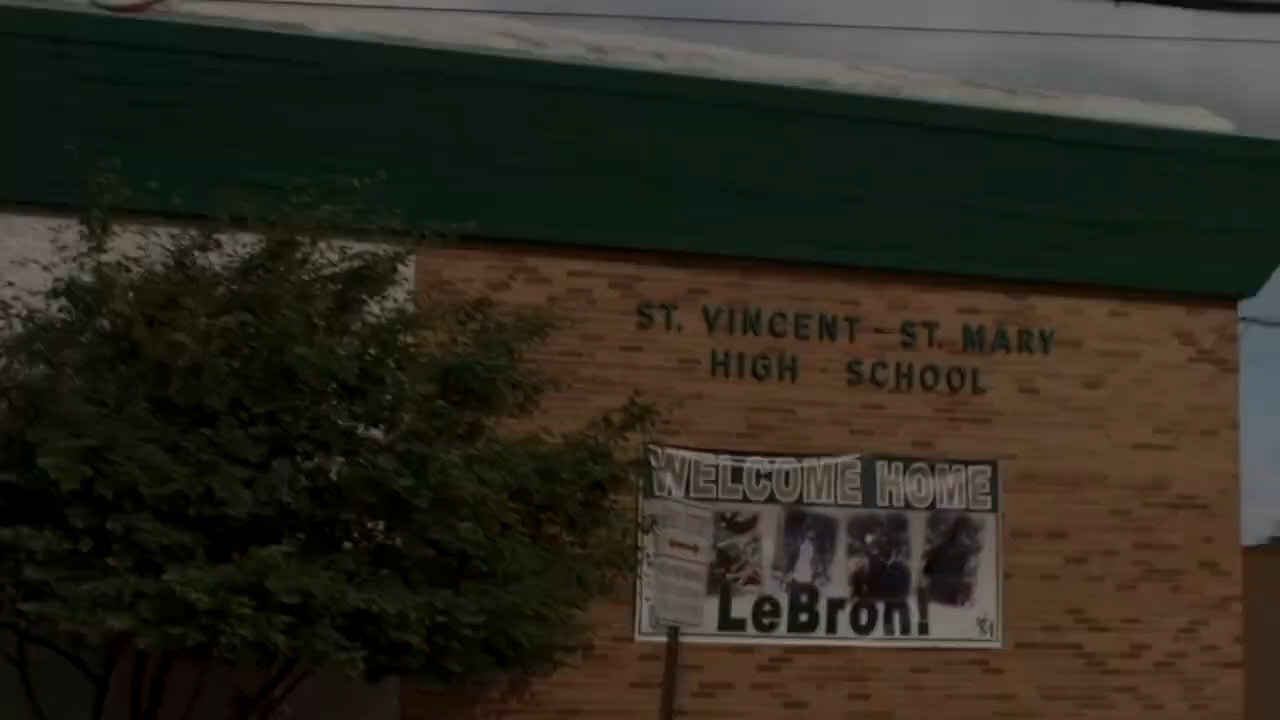 ST. VINCENT - ST. MARY
HIGH SCHOOL
WELCOME HOME
LeBron!